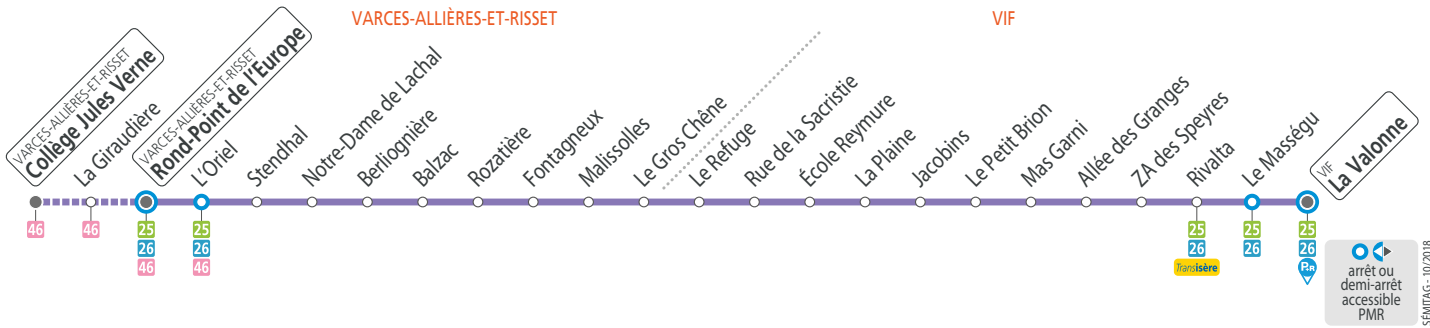 VARCES-ALLIÈRES-ET-RISSET
VIF
VARCES-ALLIÈRES-ET-RISSET
Collège Jules Verne
La Giraudière
VARCES-ALLIÈRES-ET-RISSET
Rond-Point de l'Europe
L'Oriel
Stendhal
Notre-Dame de Lachal
Berliognière
Balzac
Rozatière
Fontagneux
Malissolles
Le Gros Chêne
Le Refuge
Rue de la Sacristie
École Reymure
La Plaine
Jacobins
Le Petit Brion
Mas Garni
Allée des Granges
ZA des Speyres
Rivalta
Le Masségu
VIF
La Valonne
46
46
25
26
46
25
26
46
25
26
Transisère
25
26
25
26
P+R
arrêt ou
demi-arrêt
accessible
PMR
SÉMITAG - 10/2018